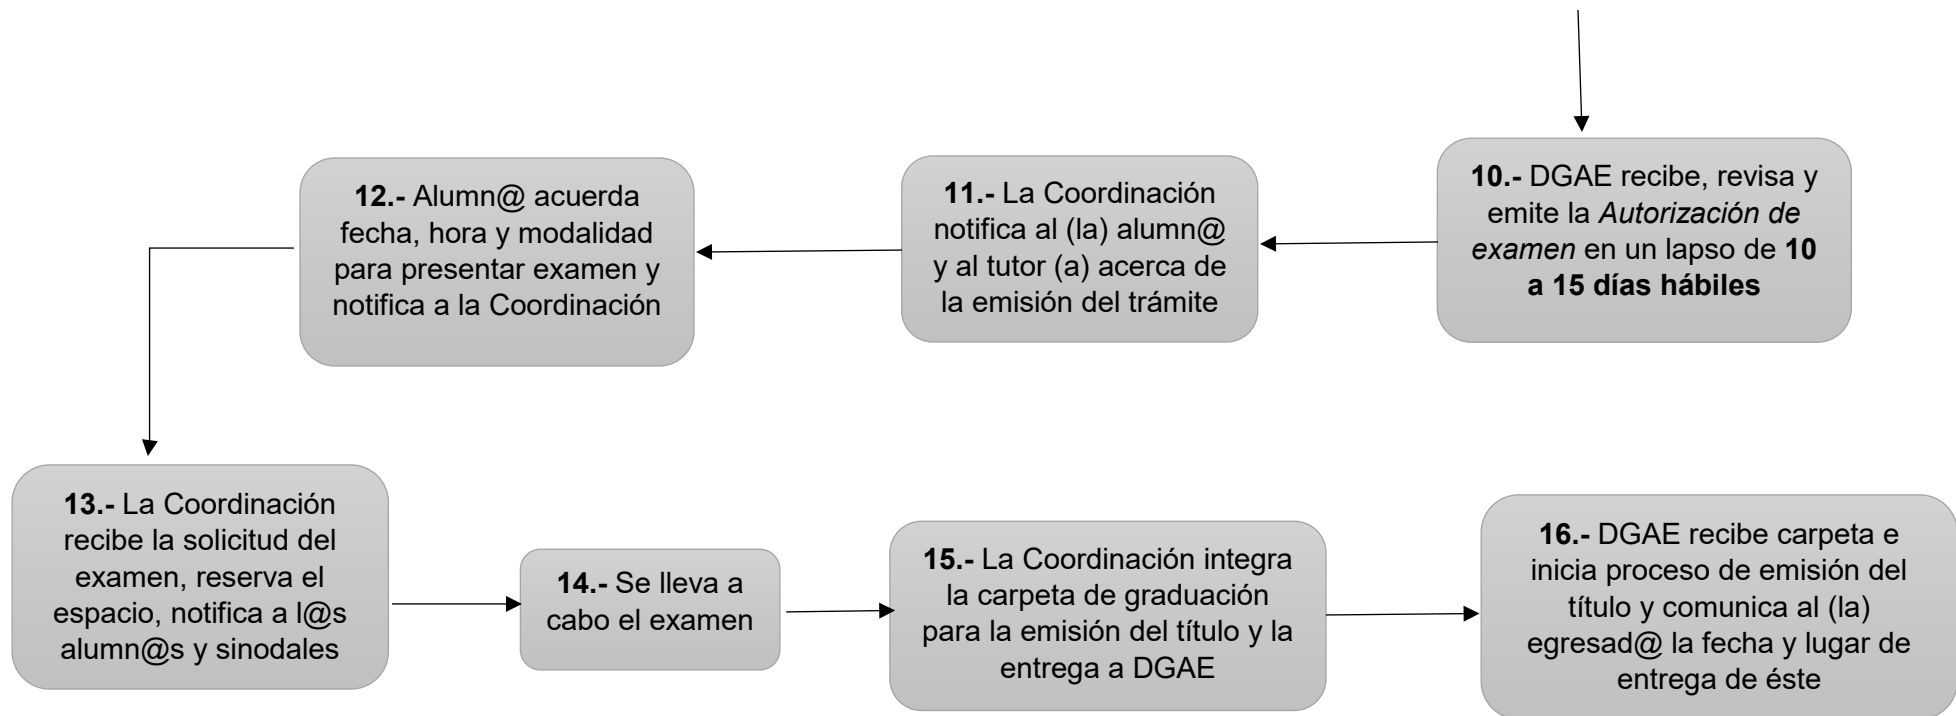 10.- DGAE recibe, revisa y
emite la Autorización de
examen en un lapso de 10
a 15 días hábiles
11.- La Coordinación
notifica al (la) alumn@
y al tutor (a) acerca de
la emisión del trámite
12.- Alumn@ acuerda
fecha, hora y modalidad
para presentar examen y
notifica a la Coordinación
13.- La Coordinación
recibe la solicitud del
examen, reserva el
espacio, notifica a l@s
alumn@s y sinodales
14.- Se lleva a
cabo el examen
15.- La Coordinación integra
la carpeta de graduación
para la emisión del título y la
entrega a DGAE
16.- DGAE recibe carpeta e
inicia proceso de emisión del
título y comunica al (la)
egresad@ la fecha y lugar de
entrega de éste